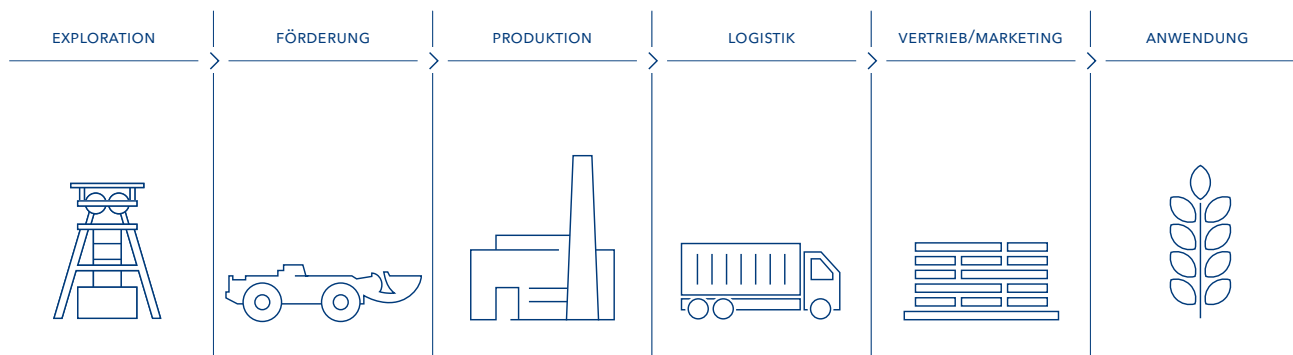 EXPLORATION
FÖRDERUNG
PRODUKTION
LOGISTIK
VERTRIEB/MARKETING
ANWENDUNG